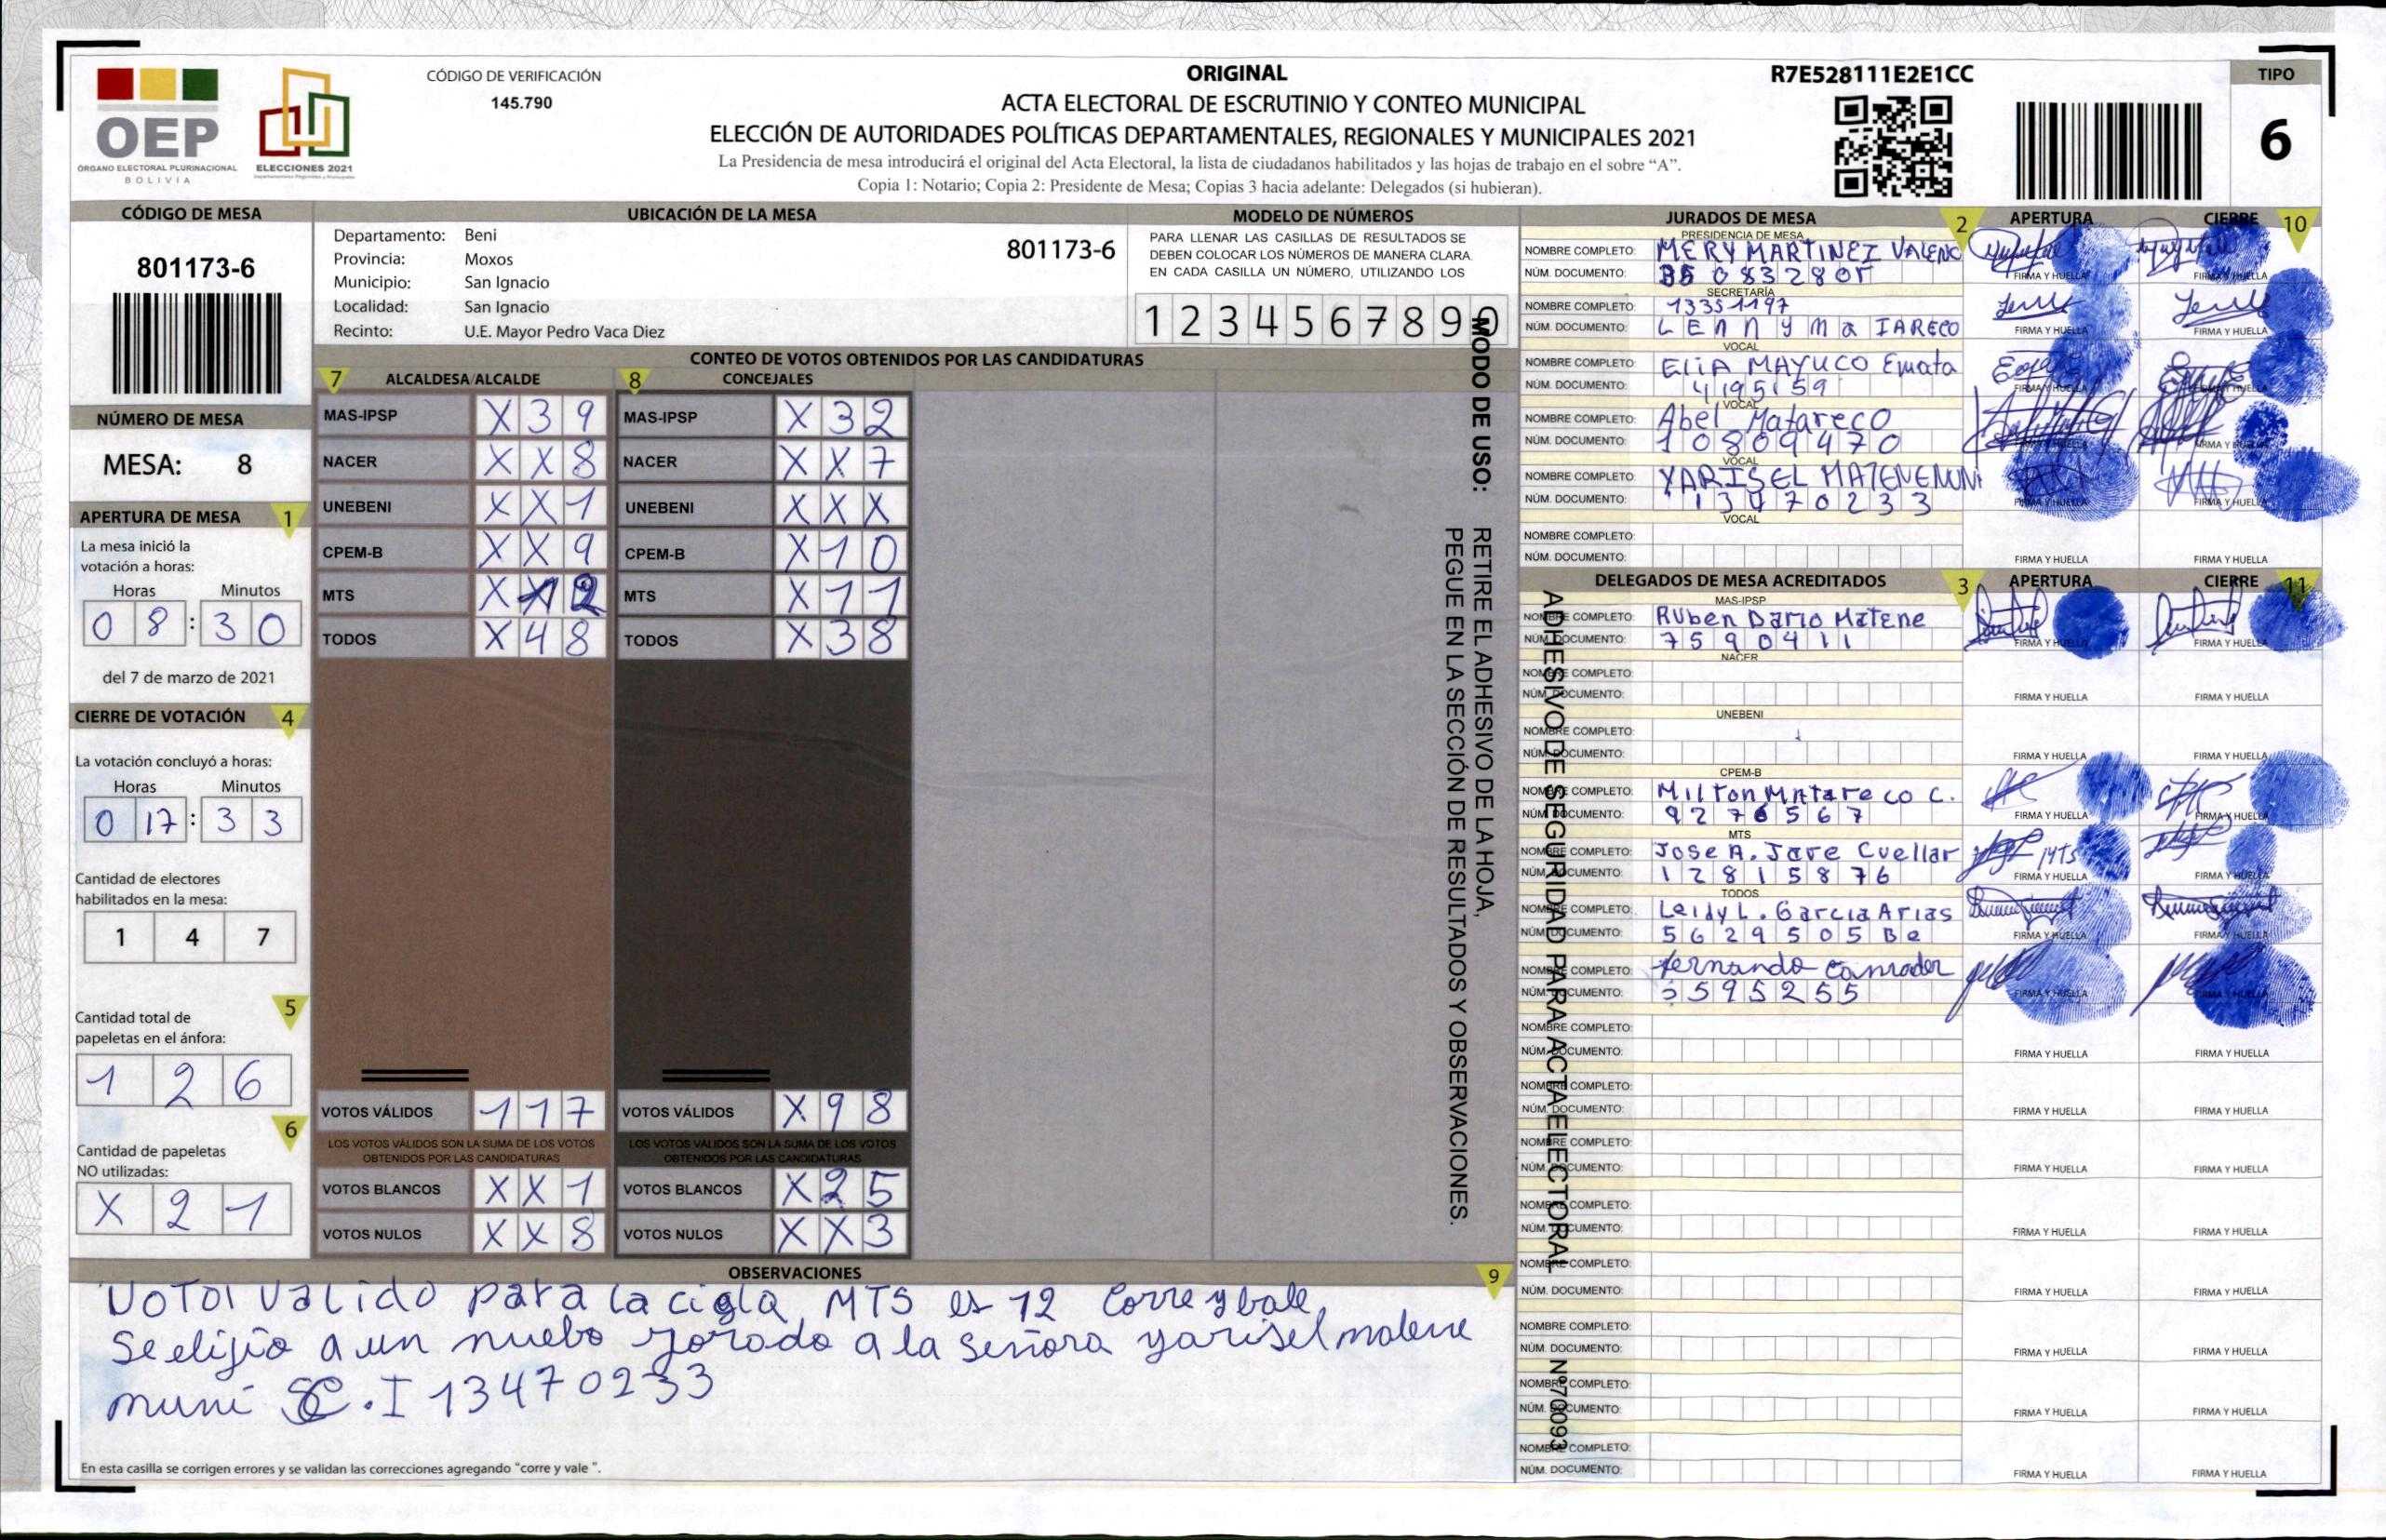 OEP
ÓRGANO ELECTORAL PLURINACIONAL
BOLIVIA
ELECCIONES 2021
CÓDIGO DE VERIFICACIÓN
145.790
ORIGINAL
ACTA ELECTORAL DE ESCRUTINIO Y CONTEO MUNICIPAL
ELECCIÓN DE AUTORIDADES POLÍTICAS DEPARTAMENTALES, REGIONALES Y MUNICIPALES 2021
La Presidencia de mesa introducirá el original del Acta Electoral, la lista de ciudadanos habilitados y las hojas de trabajo en el sobre “A”.
Copia 1: Notario; Copia 2: Presidente de Mesa; Copias 3 hacia adelante: Delegados (si hubieran).
R7E528111E2E1CC
TIPO
6
CÓDIGO DE MESA
801173-6
NÚMERO DE MESA
MESA: 8
APERTURA DE MESA 1
La mesa inició la
votación a horas:
Horas Minutos
0 8 : 3 0
del 7 de marzo de 2021
CIERRE DE VOTACIÓN 4
La votación concluyó a horas:
Horas Minutos
0 17 : 3 3
Cantidad de electores
habilitados en la mesa:
1 4 7
5
Cantidad total de
papeletas en el ánfora:
1 2 6
6
Cantidad de papeletas
NO utilizadas:
X 2 1
UBICACIÓN DE LA MESA
Departamento: Beni
Provincia: Moxos
Municipio: San Ignacio
Localidad: San Ignacio
Recinto: U.E. Mayor Pedro Vaca Diez
801173-6
MODELO DE NÚMEROS
PARA LLENAR LAS CASILLAS DE RESULTADOS SE
DEBEN COLOCAR LOS NÚMEROS DE MANERA CLARA
EN CADA CASILLA UN NÚMERO, UTILIZANDO LOS
1 2 3 4 5 6 7 8 9 0
CONTEO DE VOTOS OBTENIDOS POR LAS CANDIDATURAS
7 ALCALDESA/ALCALDE
MAS-IPSP X 3 9
NACER X X 8
UNEBENI X X 1
CPEM-B X X 9
MTS X 1 2
TODOS X 4 8
VOTOS VÁLIDOS 1 1 7
LOS VOTOS VÁLIDOS SON LA SUMA DE LOS VOTOS
OBTENIDOS POR LAS CANDIDATURAS
VOTOS BLANCOS X X 1
VOTOS NULOS X X 8
8 CONCEJALES
MAS-IPSP X 3 2
NACER X X 7
UNEBENI X X X
CPEM-B X 1 0
MTS X 1 1
TODOS X 3 8
VOTOS VÁLIDOS X 9 8
LOS VOTOS VÁLIDOS SON LA SUMA DE LOS VOTOS
OBTENIDOS POR LAS CANDIDATURAS
VOTOS BLANCOS X 2 5
VOTOS NULOS X X 3
MODO DE USO: RETIRE EL ADHESIVO DE LA HOJA,
PEGUE EN LA SECCIÓN DE RESULTADOS Y OBSERVACIONES.
ADHESIVO DE SEGURIDAD PARA ACTA ELECTORAL Nº700093
OBSERVACIONES 9
Votol valido para la cigla MTS es 12 Corre y bale
Se elijio a un nuebo jorado a la señora yarisel matene
muni C.I 13470233
En esta casilla se corrigen errores y se validan las correcciones agregando “corre y vale ”.
JURADOS DE MESA 2 APERTURA CIERRE 10
PRESIDENCIA DE MESA
NOMBRE COMPLETO: MERY MARTINEZ VALENC
NÚM. DOCUMENTO:
FIRMA Y HUELLA FIRMA Y HUELLA
SECRETARÍA
NOMBRE COMPLETO: 13351197
NÚM. DOCUMENTO: LENNY Ma IARECO
FIRMA Y HUELLA FIRMA Y HUELLA
VOCAL
NOMBRE COMPLETO: EliA MAYUCO Emata
NÚM. DOCUMENTO: 4195159
FIRMA Y HUELLA FIRMA Y HUELLA
VOCAL
NOMBRE COMPLETO: Abel Matareco
NÚM. DOCUMENTO: 10809470
FIRMA Y HUELLA
VOCAL
NOMBRE COMPLETO: YARISEL MATENEMUNI
NÚM. DOCUMENTO: 13470233
FIRMA Y HUELLA FIRMA Y HUELLA
VOCAL
NOMBRE COMPLETO:
NÚM. DOCUMENTO:
FIRMA Y HUELLA FIRMA Y HUELLA
DELEGADOS DE MESA ACREDITADOS 3 APERTURA CIERRE 11
MAS-IPSP
NOMBRE COMPLETO: RUben Dario Matene
NÚM. DOCUMENTO: 7590411
FIRMA Y HUELLA FIRMA Y HUELLA
NACER
NOMBRE COMPLETO:
NÚM. DOCUMENTO:
FIRMA Y HUELLA FIRMA Y HUELLA
UNEBENI
NOMBRE COMPLETO:
NÚM. DOCUMENTO:
FIRMA Y HUELLA FIRMA Y HUELLA
CPEM-B
NOMBRE COMPLETO: Milton Matareco C.
NÚM. DOCUMENTO: 9276567
FIRMA Y HUELLA FIRMA Y HUELLA
MTS
NOMBRE COMPLETO: Jose A. Jare Cuellar
NÚM. DOCUMENTO: 12815876
MTS
FIRMA Y HUELLA FIRMA Y HUELLA
TODOS
NOMBRE COMPLETO: Leidy L. Garcia Arias
NÚM. DOCUMENTO: 5629505 Be
FIRMA Y HUELLA FIRMA Y HUELLA
NOMBRE COMPLETO: fernando
NÚM. DOCUMENTO: 5595255
FIRMA Y HUELLA FIRMA Y HUELLA
NOMBRE COMPLETO:
NÚM. DOCUMENTO:
FIRMA Y HUELLA FIRMA Y HUELLA
NOMBRE COMPLETO:
NÚM. DOCUMENTO:
FIRMA Y HUELLA FIRMA Y HUELLA
NOMBRE COMPLETO:
NÚM. DOCUMENTO:
FIRMA Y HUELLA FIRMA Y HUELLA
NOMBRE COMPLETO:
NÚM. DOCUMENTO:
FIRMA Y HUELLA FIRMA Y HUELLA
NOMBRE COMPLETO:
NÚM. DOCUMENTO:
FIRMA Y HUELLA FIRMA Y HUELLA
NOMBRE COMPLETO:
NÚM. DOCUMENTO:
FIRMA Y HUELLA FIRMA Y HUELLA
NOMBRE COMPLETO:
NÚM. DOCUMENTO:
FIRMA Y HUELLA FIRMA Y HUELLA
NOMBRE COMPLETO:
NÚM. DOCUMENTO:
FIRMA Y HUELLA FIRMA Y HUELLA